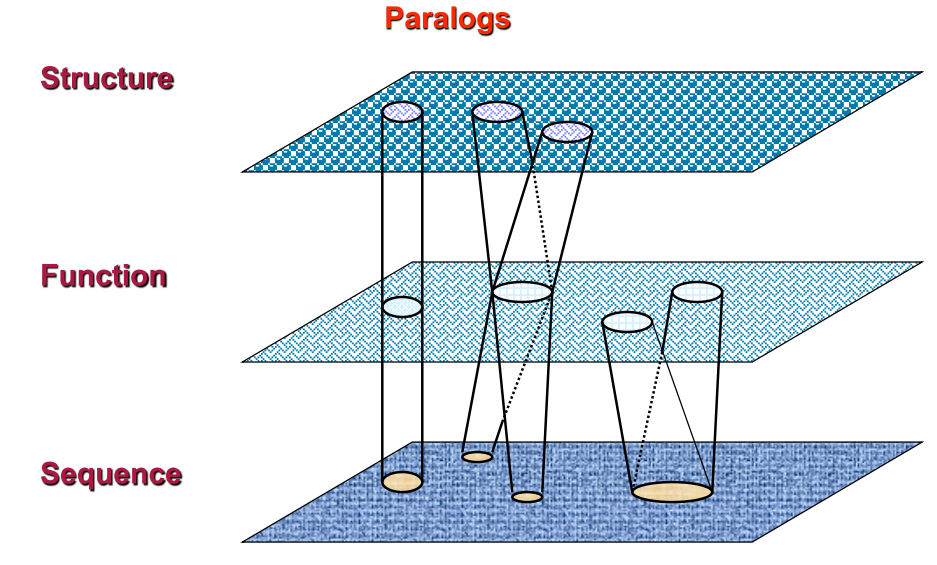 Paralogs
Structure
Function
Sequence